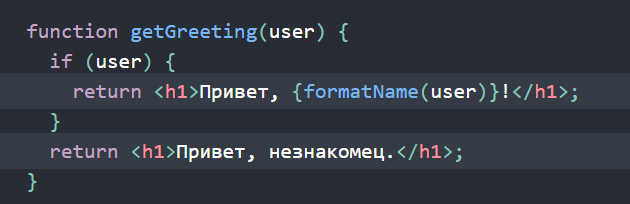 function getGreeting(user) {
  if (user) {
    return <h1>Привет, {formatName(user)}!</h1>;
  }
  return <h1>Привет, незнакомец.</h1>;
}